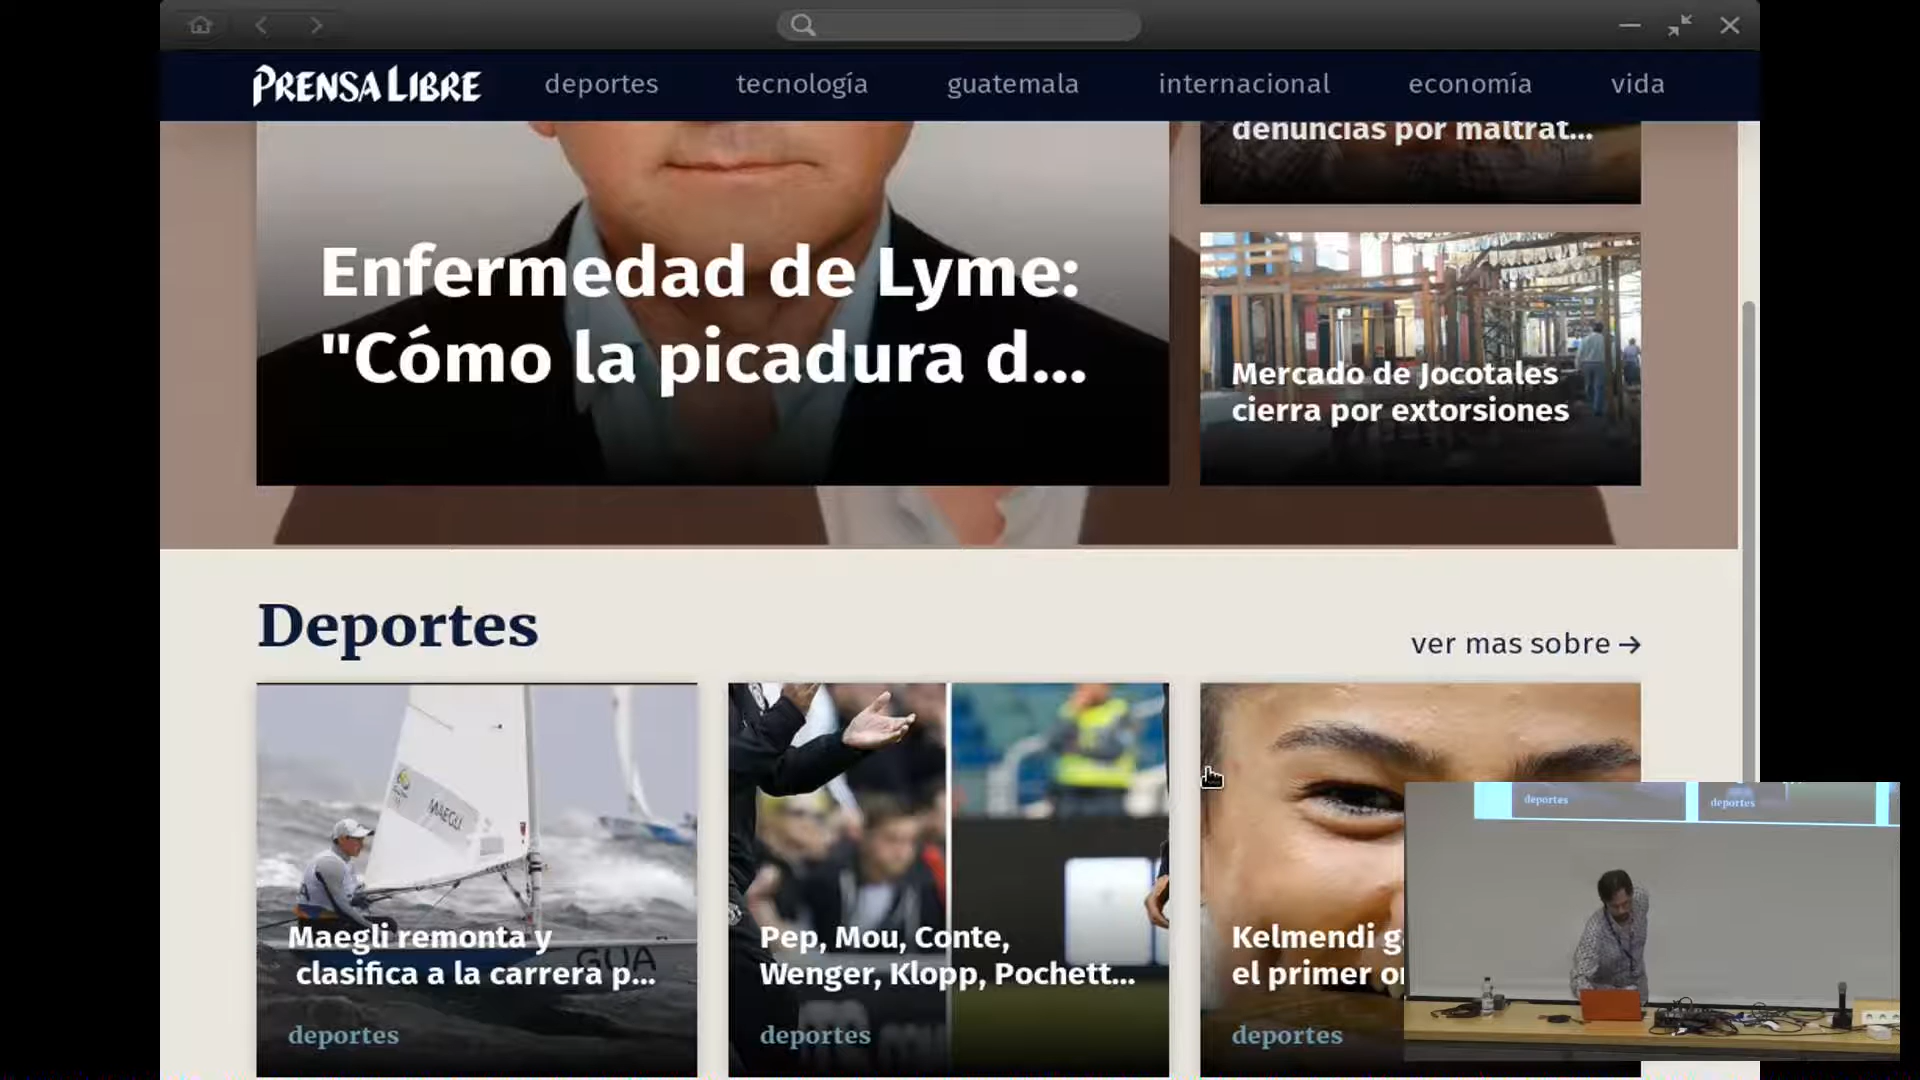 PRENSA LIBRE
deportes
tecnología
guatemala
internacional
economía
vida
denuncias por maltrat...
Enfermedad de Lyme:
"Cómo la picadura d...
Mercado de Jocotales
cierra por extorsiones
Deportes
ver mas sobre →
MAEGLI
GUA
Maegli remonta y
clasifica a la carrera p...
deportes
Pep, Mou, Conte,
Wenger, Klopp, Pochett...
deportes
Kelmendi g
el primer o
deportes
deportes
deportes